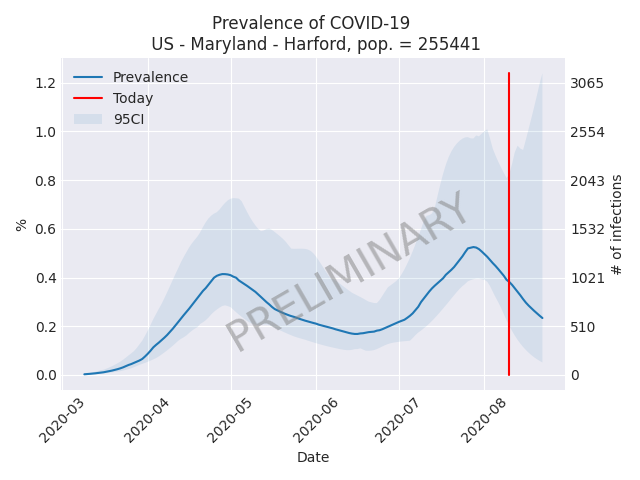 Prevalence of COVID-19
US - Maryland - Harford, pop. = 255441
Prevalence
Today
95CI
PRELIMINARY
%
1.2
1.0
0.8
0.6
0.4
0.2
0.0
3065
2554
2043
1532
1021
510
0
# of infections
2020-03
2020-04
2020-05
2020-06
2020-07
2020-08
Date